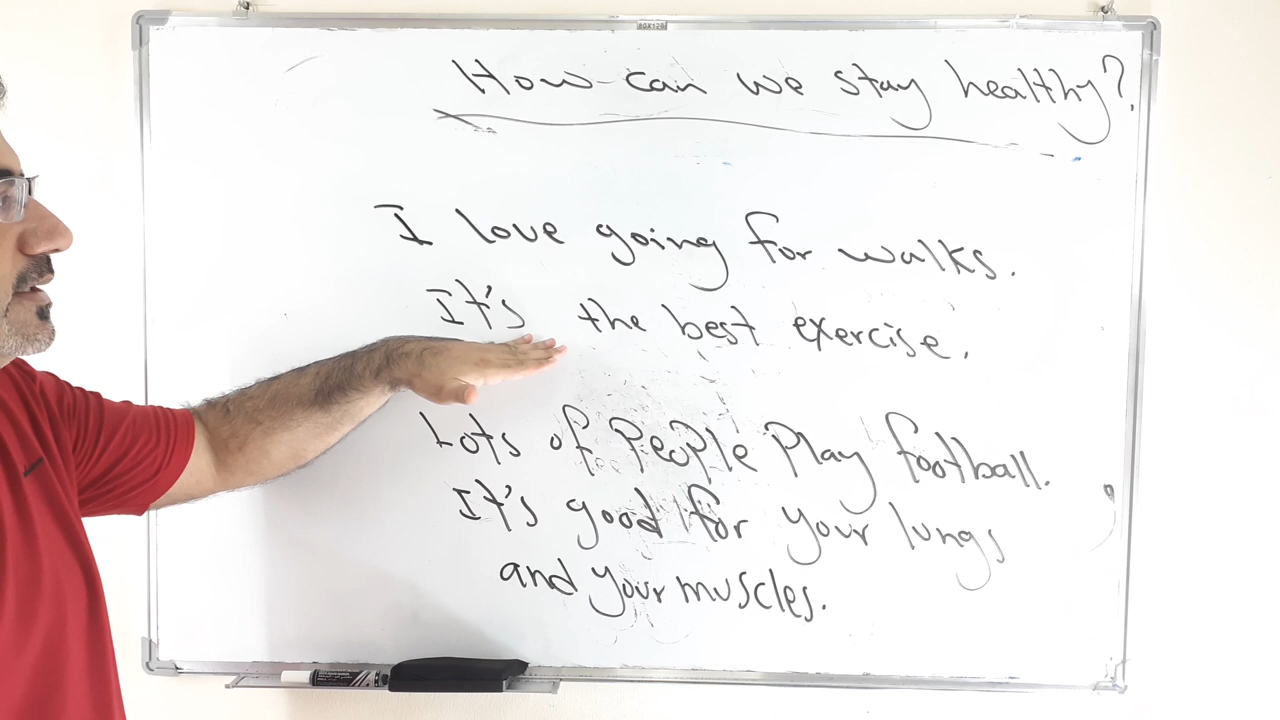 How can we stay healthy?
I love going for walks.
It's the best exercise.
Lots of People Play football.
It's good for your lungs
and your muscles.